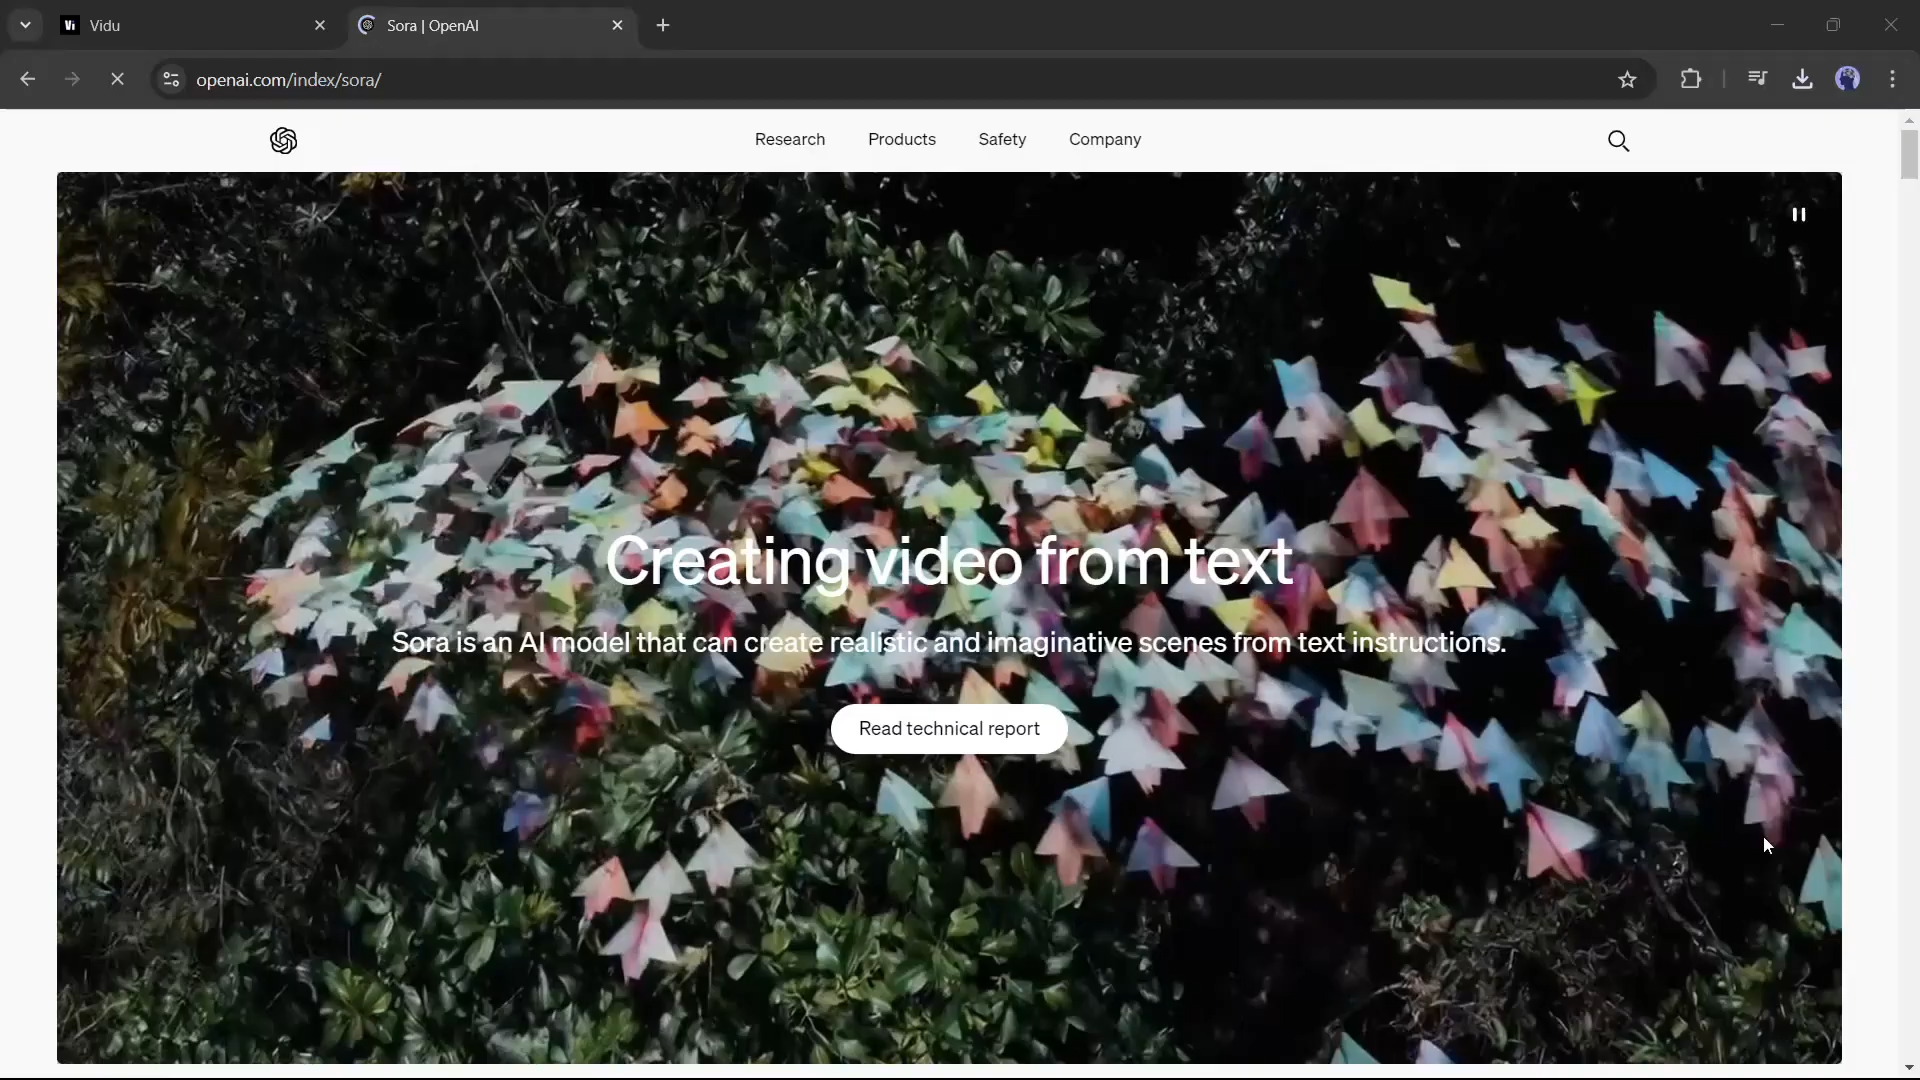 Vi Vidu
Sora | OpenAI
openai.com/index/sora/
Research Products Safety Company
Creating video from text
Sora is an AI model that can create realistic and imaginative scenes from text instructions.
Read technical report